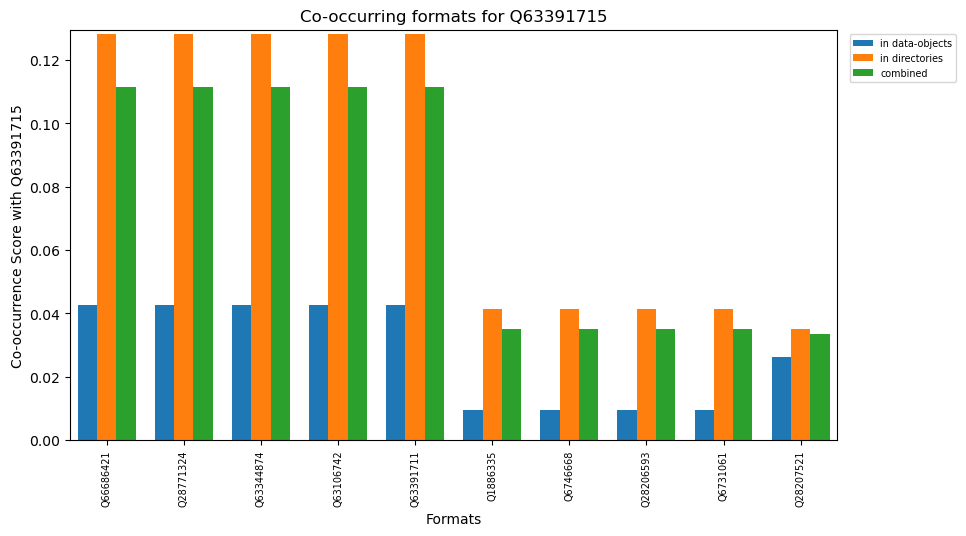 Co-occurring formats for Q63391715
Co-occurrence Score with Q63391715
0.12
0.10
0.08
0.06
0.04
0.02
0.00
in data-objects
in directories
combined
Q66686421
Q28771324
Q63344874
Q63106742
Q63391711
Q1886335
Q6746668
Q28206593
Q6731061
Q28207521
Formats